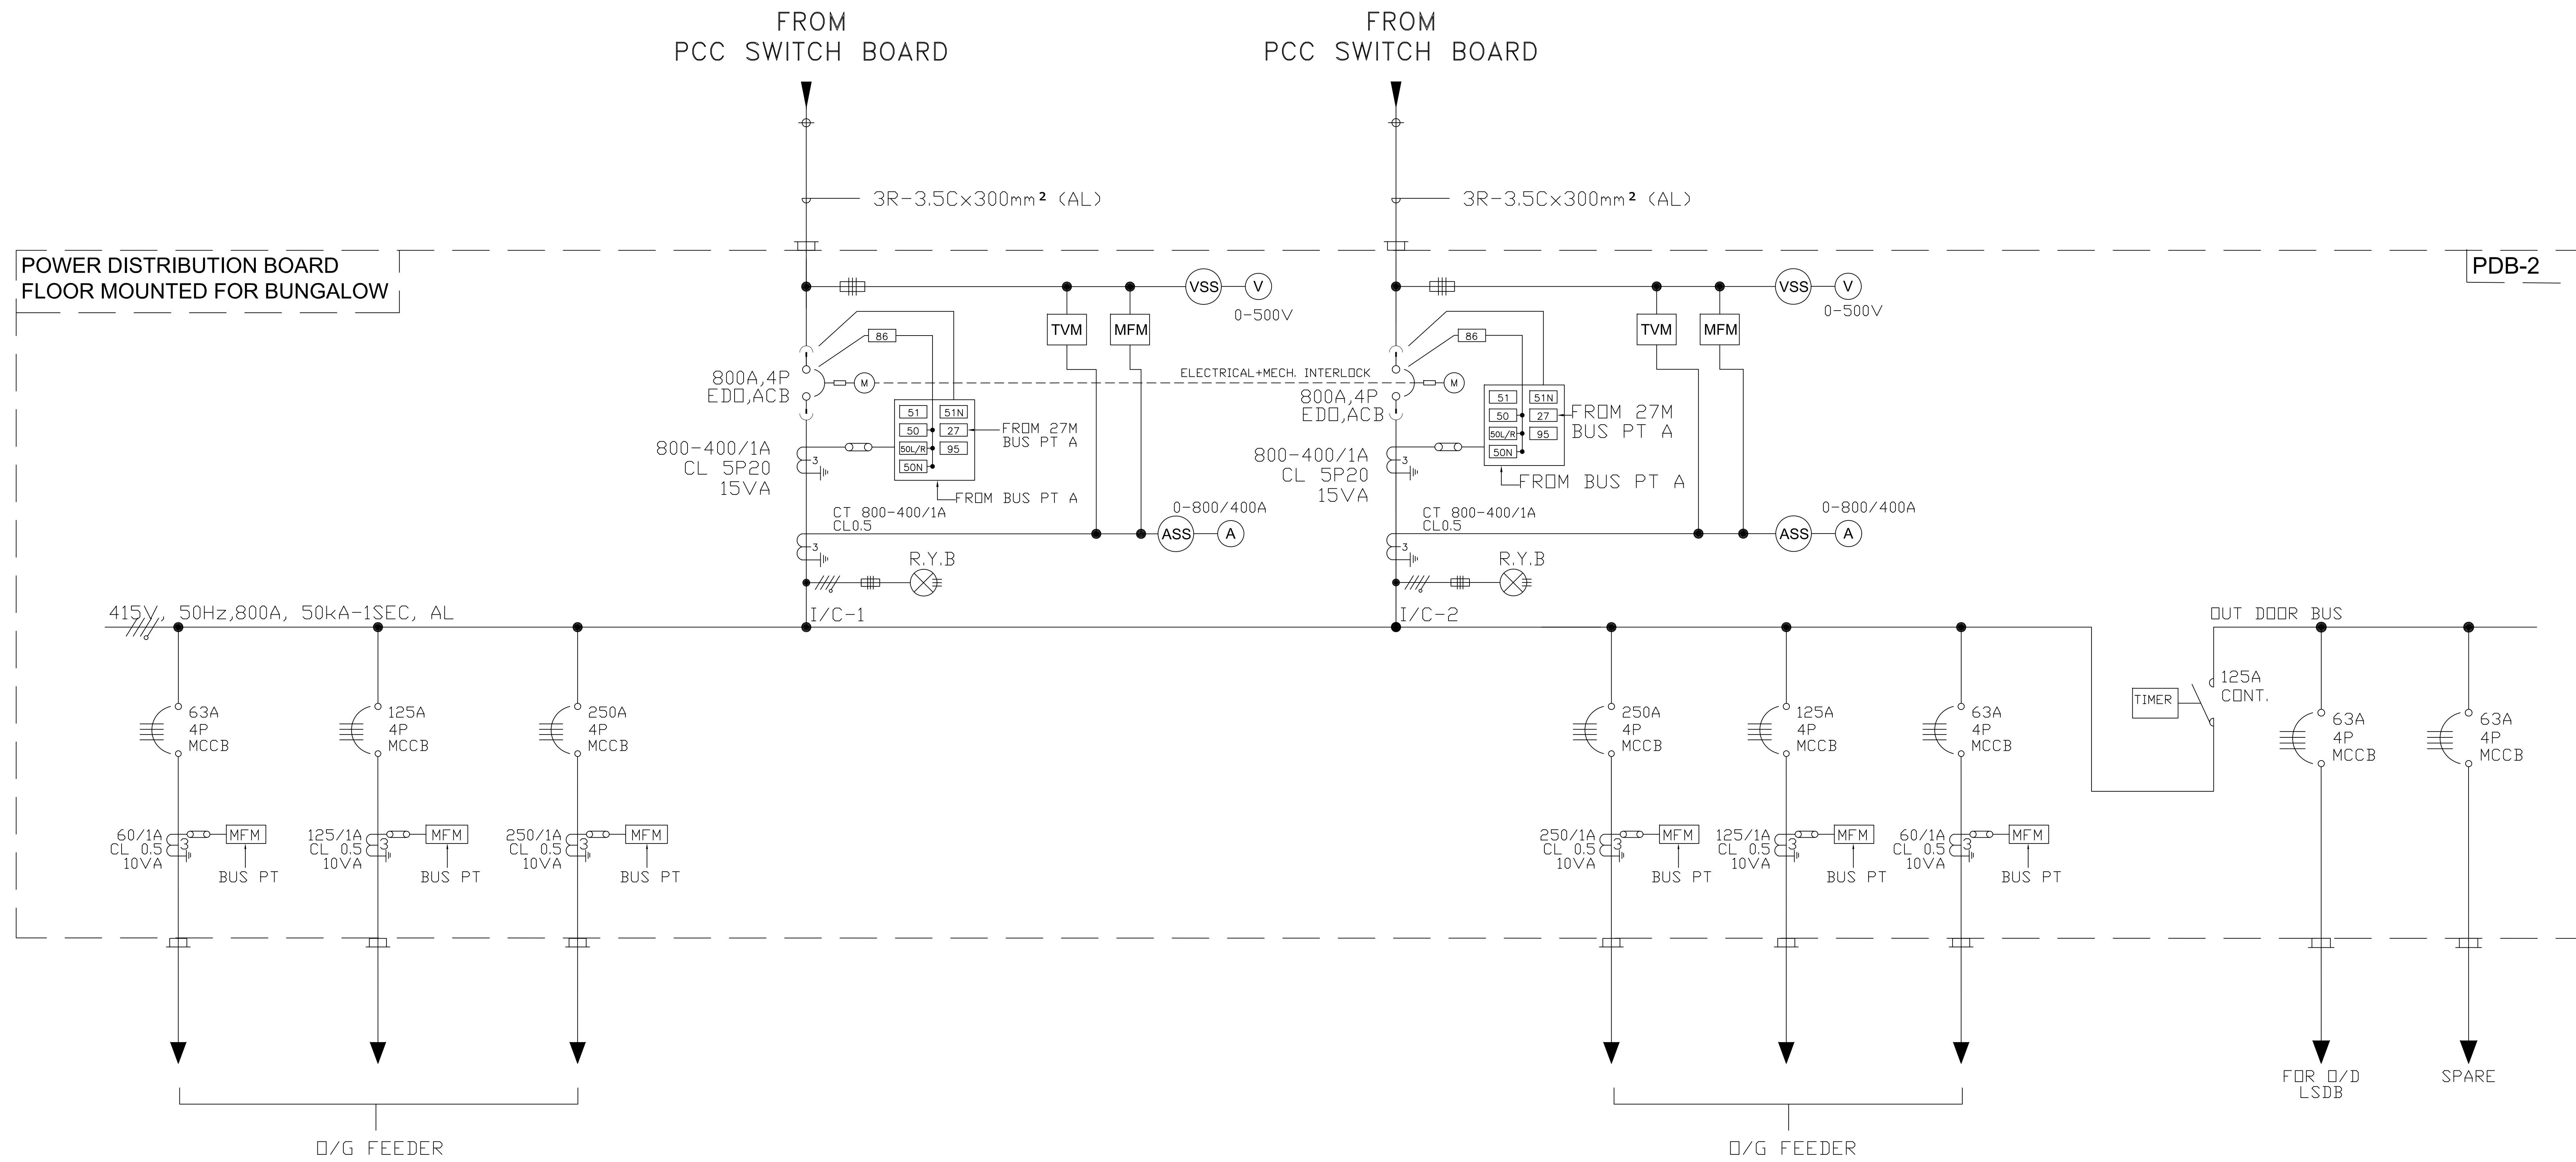 FROM
PCC SWITCH BOARD
FROM
PCC SWITCH BOARD
3R-3.5Cx300mm² (AL)
3R-3.5Cx300mm² (AL)
POWER DISTRIBUTION BOARD
FLOOR MOUNTED FOR BUNGALOW
PDB-2
VSS
V
0-500V
TVM
MFM
86
800A,4P
EDO,ACB
M
ELECTRICAL+MECH. INTERLOCK
51
51N
50
27
50L/R
95
50N
FROM 27M
BUS PT A
FROM BUS PT A
800-400/1A
CL 5P20
15VA
3
CT 800-400/1A
CL0.5
0-800/400A
ASS
A
3
R.Y.B
I/C-1
VSS
V
0-500V
TVM
MFM
86
800A,4P
EDO,ACB
M
51
51N
50
27
50L/R
95
50N
FROM 27M
BUS PT A
FROM BUS PT A
800-400/1A
CL 5P20
15VA
3
CT 800-400/1A
CL0.5
0-800/400A
ASS
A
3
R.Y.B
I/C-2
415V, 50Hz,800A, 50kA-1SEC, AL
OUT DOOR BUS
63A
4P
MCCB
125A
4P
MCCB
250A
4P
MCCB
250A
4P
MCCB
125A
4P
MCCB
63A
4P
MCCB
TIMER
125A
CONT.
63A
4P
MCCB
63A
4P
MCCB
60/1A
CL 0.5
10VA
3
MFM
BUS PT
125/1A
CL 0.5
10VA
3
MFM
BUS PT
250/1A
CL 0.5
10VA
3
MFM
BUS PT
250/1A
CL 0.5
10VA
3
MFM
BUS PT
125/1A
CL 0.5
10VA
3
MFM
BUS PT
60/1A
CL 0.5
10VA
3
MFM
BUS PT
FOR O/D
LSDB
SPARE
O/G FEEDER
O/G FEEDER